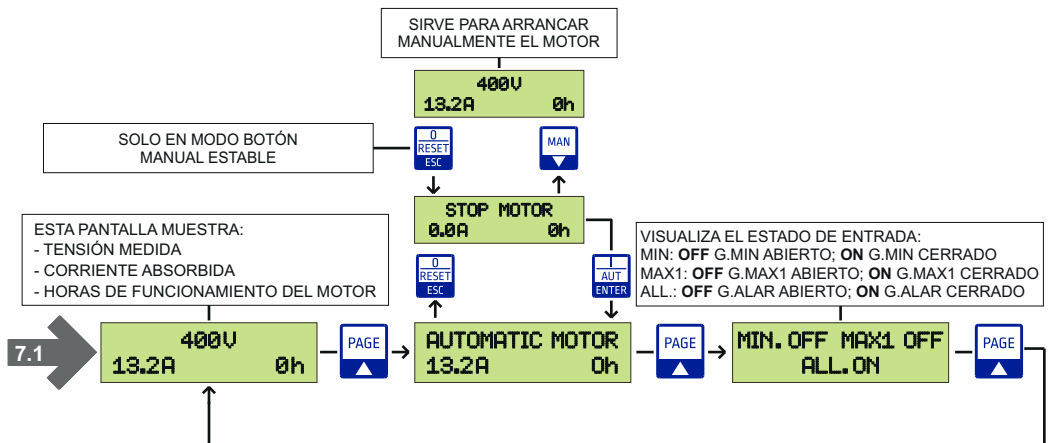 SIRVE PARA ARRANCAR
MANUALMENTE EL MOTOR
400V
13.2A 0h
SOLO EN MODO BOTÓN
MANUAL ESTABLE
0
RESET
ESC
MAN
STOP MOTOR
0.0A 0h
ESTA PANTALLA MUESTRA:
- TENSIÓN MEDIDA
- CORRIENTE ABSORBIDA
- HORAS DE FUNCIONAMIENTO DEL MOTOR
0
RESET
ESC
I
AUT
ENTER
VISUALIZA EL ESTADO DE ENTRADA:
MIN: OFF G.MIN ABIERTO; ON G.MIN CERRADO
MAX1: OFF G.MAX1 ABIERTO; ON G.MAX1 CERRADO
ALL.: OFF G.ALAR ABIERTO; ON G.ALAR CERRADO
7.1
400V
13.2A 0h
PAGE
AUTOMATIC MOTOR
13.2A 0h
PAGE
MIN.OFF MAX1 OFF
ALL.ON
PAGE